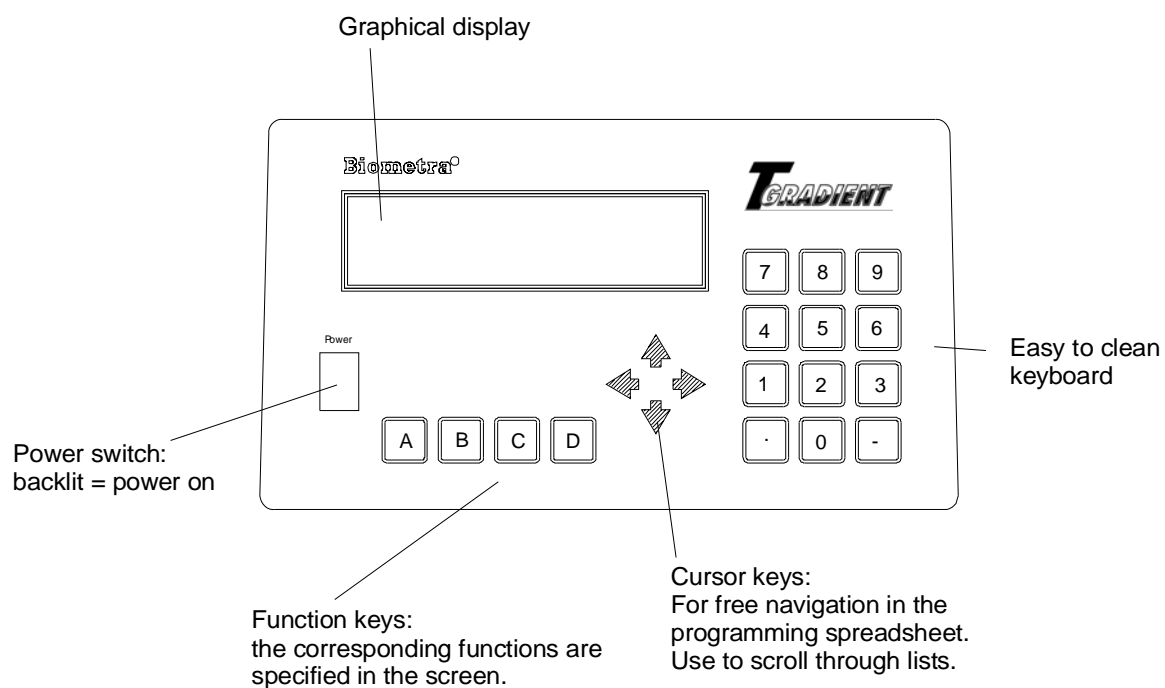 Graphical display
Biometra
TGRADIENT
7 8 9
4 5 6
1 2 3
· 0 -
Power
A B C D
Easy to clean
keyboard
Power switch:
backlit = power on
Function keys:
the corresponding functions are
specified in the screen.
Cursor keys:
For free navigation in the
programming spreadsheet.
Use to scroll through lists.